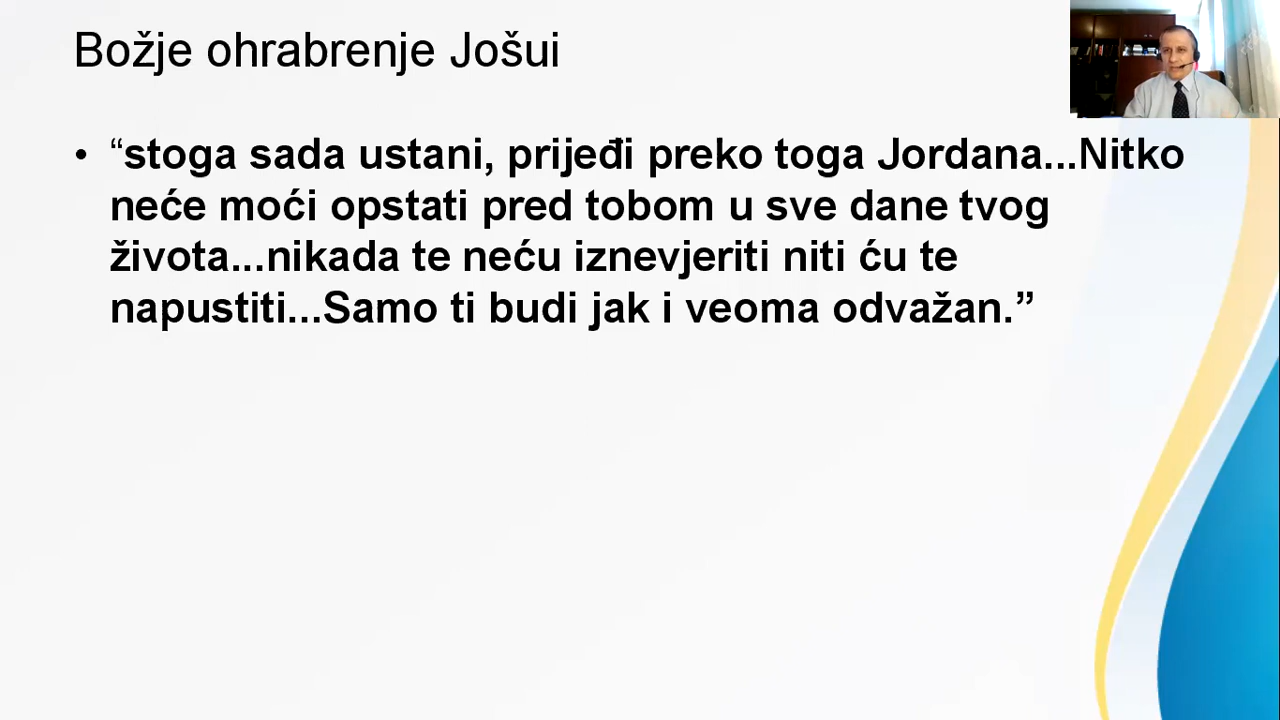 Božje ohrabrenje Jošui
• “stoga sada ustani, prijeđi preko toga Jordana...Nitko
neće moći opstati pred tobom u sve dane tvog
života...nikada te neću iznevjeriti niti ću te
napustiti...Samo ti budi jak i veoma odvažan.”